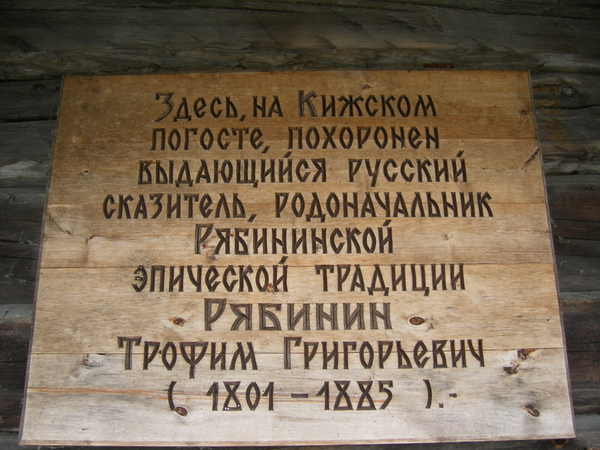 Здесь, на Кижском
погосте, похоронен
выдающийся русский
сказитель, родоначальник
Рябининской
эпической традиции
Рябинин
Трофим Григорьевич
( 1801 - 1885 ).